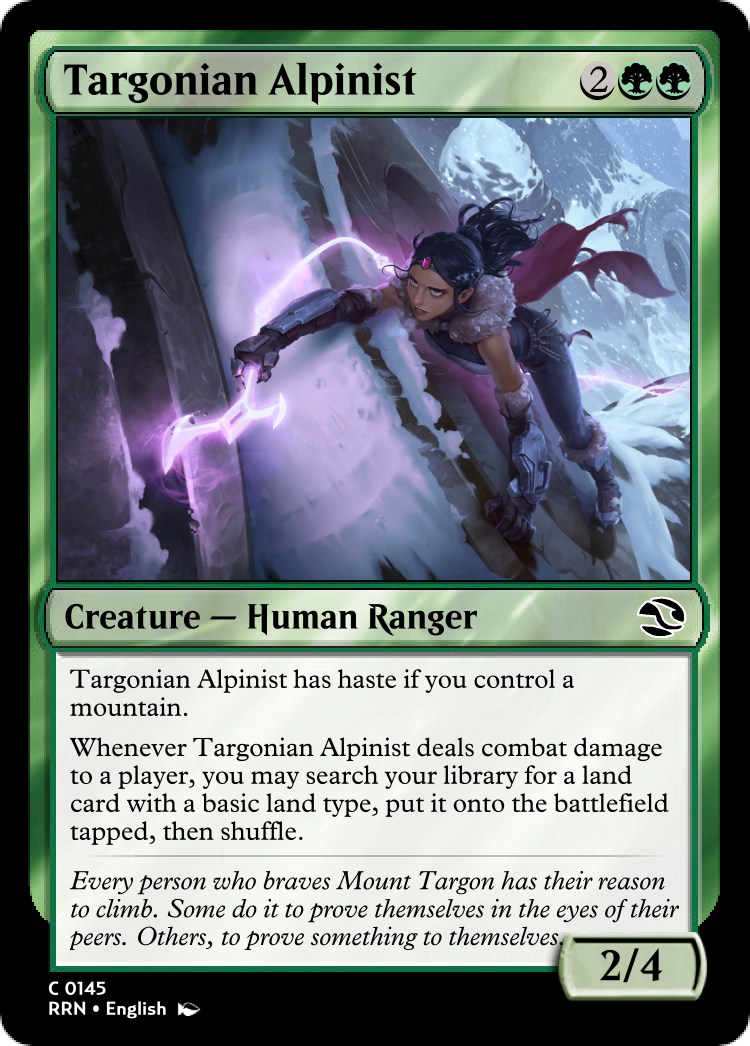 Targonian Alpinist 2
Creature — Human Ranger
Targonian Alpinist has haste if you control a
mountain.
Whenever Targonian Alpinist deals combat damage
to a player, you may search your library for a land
card with a basic land type, put it onto the battlefield
tapped, then shuffle.
Every person who braves Mount Targon has their reason
to climb. Some do it to prove themselves in the eyes of their
peers. Others, to prove something to themselves.
2/4
C 0145
RRN • English